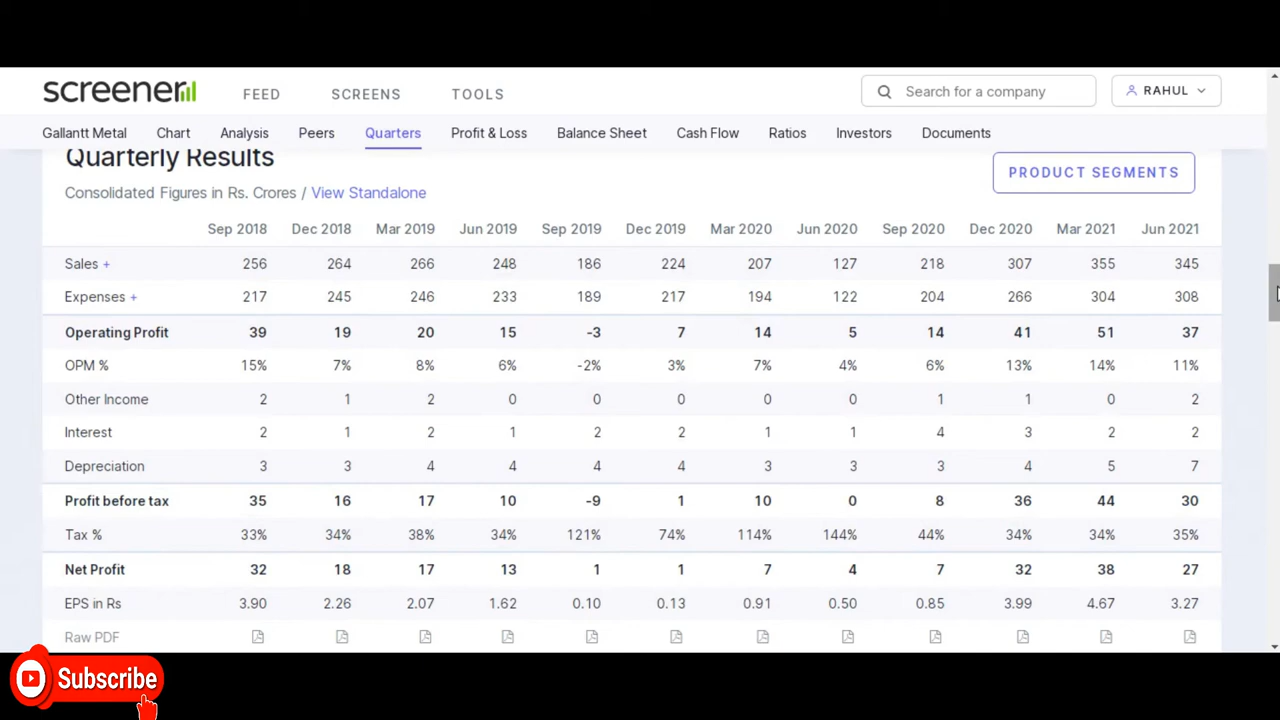 screener
FEED SCREENS TOOLS Search for a company RAHUL
Gallantt Metal Chart Analysis Peers Quarters Profit & Loss Balance Sheet Cash Flow Ratios Investors Documents
Quarterly Results
PRODUCT SEGMENTS
Consolidated Figures in Rs. Crores / View Standalone
Sep 2018 Dec 2018 Mar 2019 Jun 2019 Sep 2019 Dec 2019 Mar 2020 Jun 2020 Sep 2020 Dec 2020 Mar 2021 Jun 2021
Sales + 256 264 266 248 186 224 207 127 218 307 355 345
Expenses + 217 245 246 233 189 217 194 122 204 266 304 308
Operating Profit 39 19 20 15 -3 7 14 5 14 41 51 37
OPM % 15% 7% 8% 6% -2% 3% 7% 4% 6% 13% 14% 11%
Other Income 2 1 2 0 0 0 0 0 1 1 0 2
Interest 2 1 2 1 2 2 1 1 4 3 2 2
Depreciation 3 3 4 4 4 4 3 3 3 4 5 7
Profit before tax 35 16 17 10 -9 1 10 0 8 36 44 30
Tax % 33% 34% 38% 34% 121% 74% 114% 144% 44% 34% 34% 35%
Net Profit 32 18 17 13 1 1 7 4 7 32 38 27
EPS in Rs 3.90 2.26 2.07 1.62 0.10 0.13 0.91 0.50 0.85 3.99 4.67 3.27
Raw PDF
Subscribe